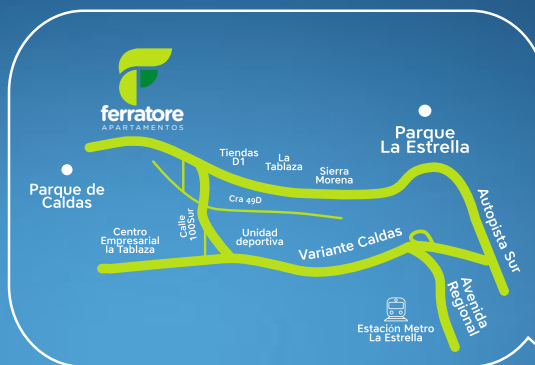 ferratore
APARTAMENTOS
Parque
La Estrella
Tiendas
D1
La
Tablaza
Sierra
Morena
Parque de
Caldas
Cra 49D
Calle
100Sur
Autopista Sur
Centro
Empresarial
la Tablaza
Unidad
deportiva
Variante Caldas
Avenida
Regional
Estación Metro
La Estrella